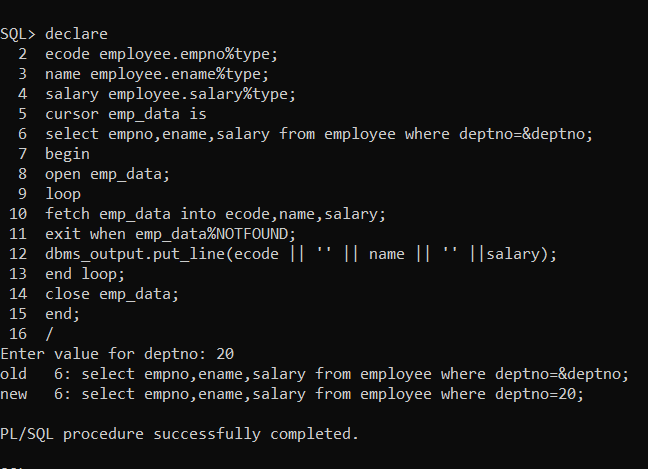 SQL> declare
2 ecode employee.empno%type;
3 name employee.ename%type;
4 salary employee.salary%type;
5 cursor emp_data is
6 select empno,ename,salary from employee where deptno=&deptno;
7 begin
8 open emp_data;
9 loop
10 fetch emp_data into ecode,name,salary;
11 exit when emp_data%NOTFOUND;
12 dbms_output.put_line(ecode || '' || name || '' ||salary);
13 end loop;
14 close emp_data;
15 end;
16 /
Enter value for deptno: 20
old 6: select empno,ename,salary from employee where deptno=&deptno;
new 6: select empno,ename,salary from employee where deptno=20;
PL/SQL procedure successfully completed.